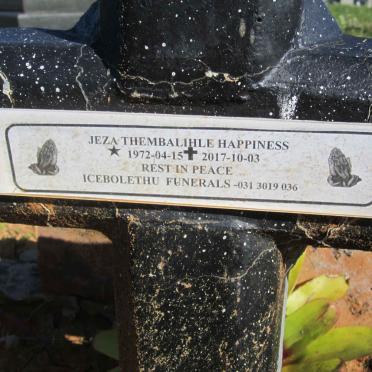 JEZA THEMBALIHLE HAPPINESS
★ 1972-04-15 ✝ 2017-10-03
REST IN PEACE
ICEBOLETHU FUNERALS -031 3019 036